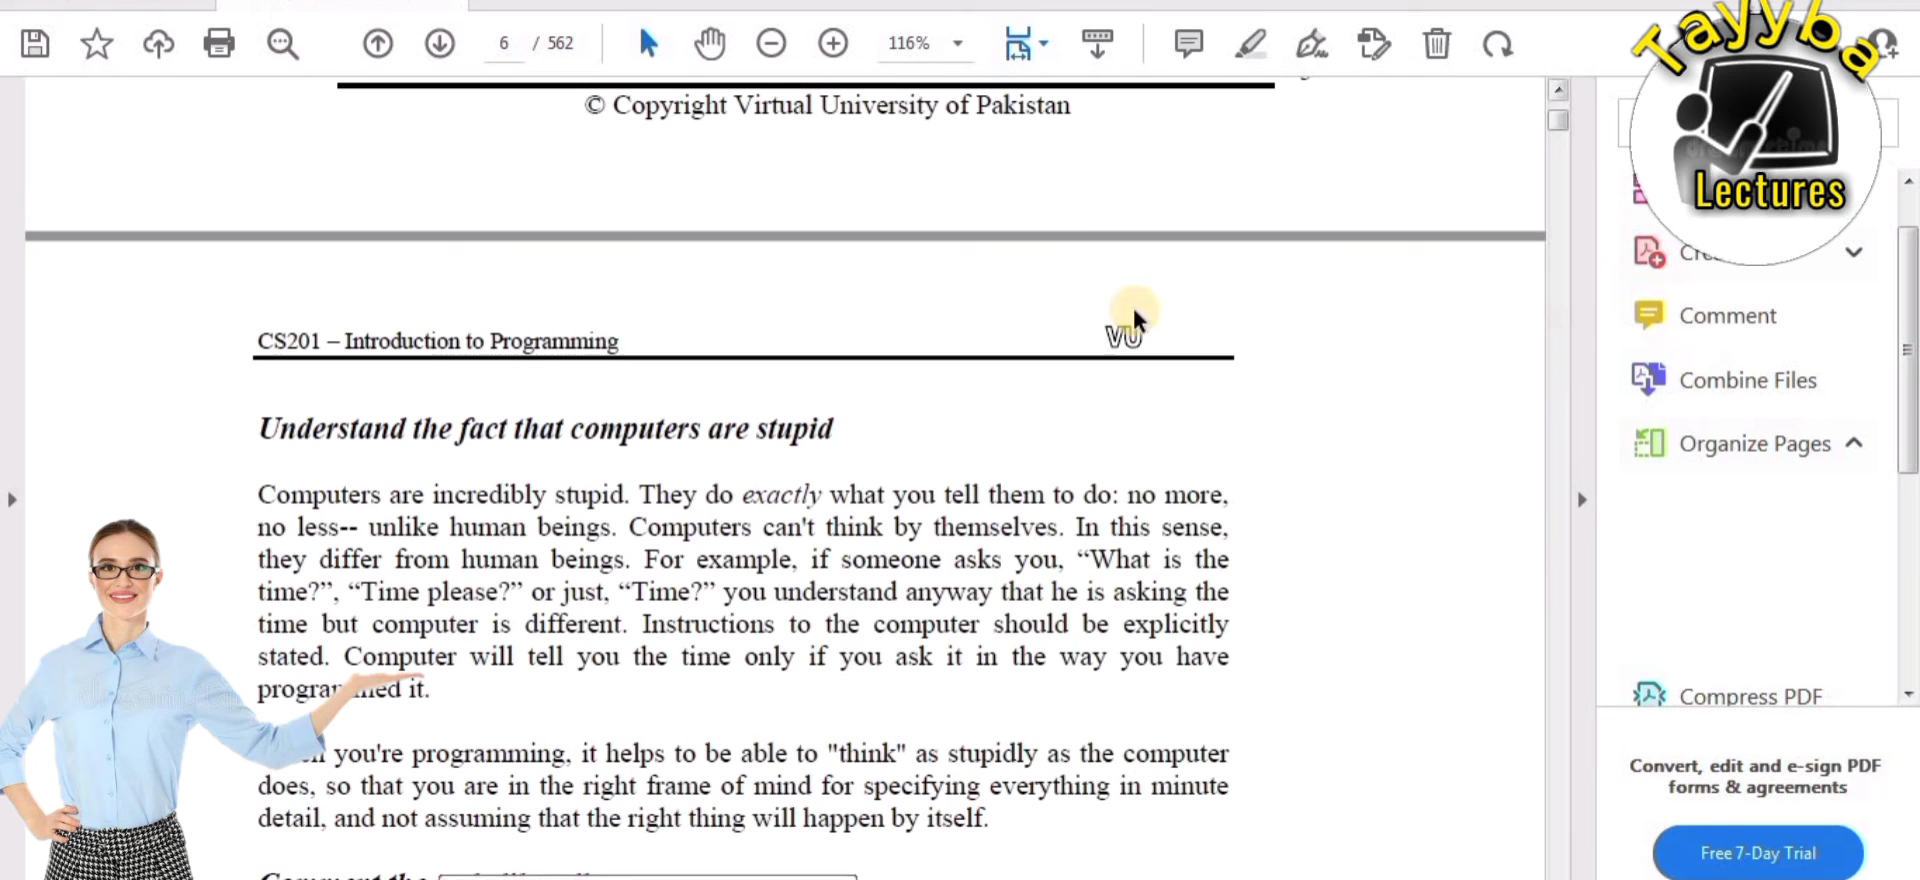 6 / 562
116%
Tayyba
Lectures
© Copyright Virtual University of Pakistan
CS201 – Introduction to Programming
VU
Understand the fact that computers are stupid
Computers are incredibly stupid. They do exactly what you tell them to do: no more,
no less-- unlike human beings. Computers can't think by themselves. In this sense,
they differ from human beings. For example, if someone asks you, “What is the
time?”, “Time please?” or just, “Time?” you understand anyway that he is asking the
time but computer is different. Instructions to the computer should be explicitly
stated. Computer will tell you the time only if you ask it in the way you have
it.
you're programming, it helps to be able to "think" as stupidly as the computer
does, so that you are in the right frame of mind for specifying everything in minute
detail, and not assuming that the right thing will happen by itself.
Comment
Combine Files
Organize Pages
Compress PDF
Convert, edit and e-sign PDF
forms & agreements
Free 7-Day Trial